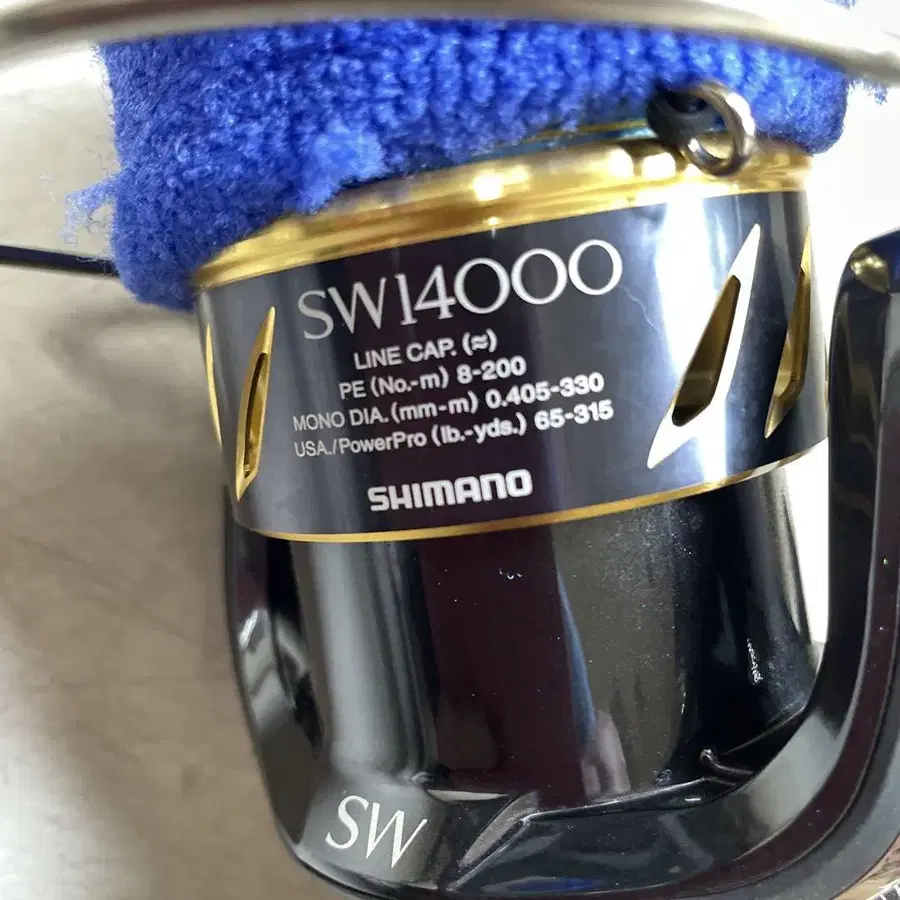 SW14000
LINE CAP. (≈)
PE (No.-m) 8-200
MONO DIA. (mm-m) 0.405-330
USA./PowerPro (lb.-yds.) 65-315
SHIMANO
SW